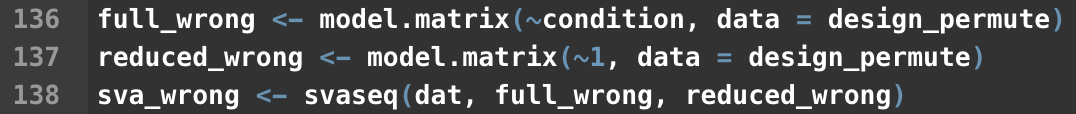 136 full_wrong <- model.matrix(~condition, data = design_permute)
137 reduced_wrong <- model.matrix(~1, data = design_permute)
138 sva_wrong <- svaseq(dat, full_wrong, reduced_wrong)